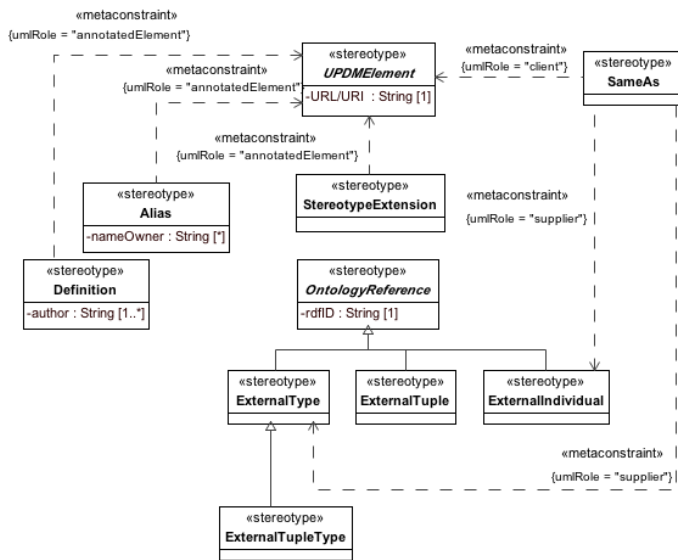 «metaconstraint»
{umlRole = "annotatedElement"}
«metaconstraint»
{umlRole = "annotatedElement"}
«stereotype»
UPDMElement
-URL/URI : String [1]
«metaconstraint»
{umlRole = "client"}
«stereotype»
SameAs
«metaconstraint»
{umlRole = "annotatedElement"}
«stereotype»
Alias
-nameOwner : String [*]
«stereotype»
StereotypeExtension
«metaconstraint»
{umlRole = "supplier"}
«stereotype»
Definition
-author : String [1..*]
«stereotype»
OntologyReference
-rdfID : String [1]
«stereotype»
ExternalType
«stereotype»
ExternalTuple
«stereotype»
ExternalIndividual
«metaconstraint»
{umlRole = "supplier"}
«stereotype»
ExternalTupleType